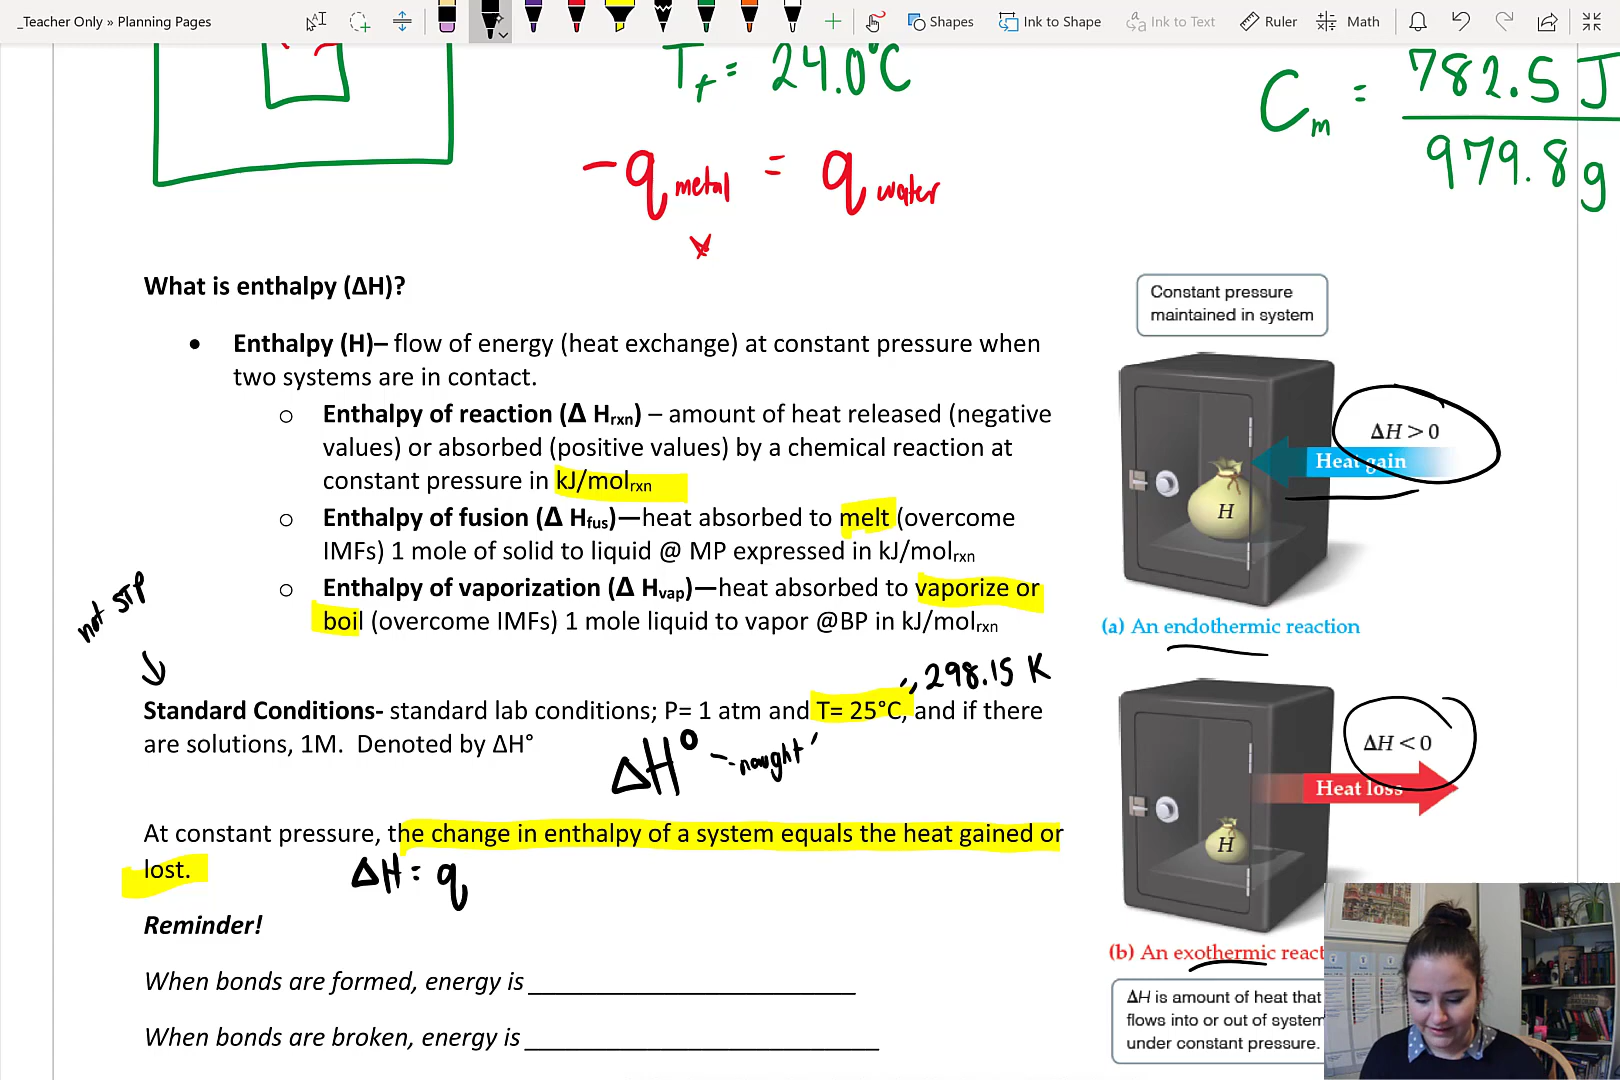 _Teacher Only » Planning Pages
Shapes
Ink to Shape
Ink to Text
Ruler
Math
Tf = 24.0°C
Cm = 782.5 J
979.8 g
-q metal = q water
What is enthalpy (ΔH)?
• Enthalpy (H)– flow of energy (heat exchange) at constant pressure when
two systems are in contact.
o Enthalpy of reaction (Δ Hrxn) – amount of heat released (negative
values) or absorbed (positive values) by a chemical reaction at
constant pressure in kJ/molrxn
o Enthalpy of fusion (Δ Hfus)—heat absorbed to melt (overcome
IMFs) 1 mole of solid to liquid @ MP expressed in kJ/molrxn
o Enthalpy of vaporization (Δ Hvap)—heat absorbed to vaporize or
boil (overcome IMFs) 1 mole liquid to vapor @BP in kJ/molrxn
not STP
298.15 K
Standard Conditions- standard lab conditions; P= 1 atm and T= 25°C, and if there
are solutions, 1M.  Denoted by ΔH°
ΔH° naught
At constant pressure, the change in enthalpy of a system equals the heat gained or
lost.
ΔH = q
Reminder!
When bonds are formed, energy is ____________________
When bonds are broken, energy is ____________________
Constant pressure
maintained in system
ΔH > 0
Heat gain
H
(a) An endothermic reaction
ΔH < 0
Heat loss
H
(b) An exothermic react
ΔH is amount of heat that
flows into or out of system
under constant pressure.